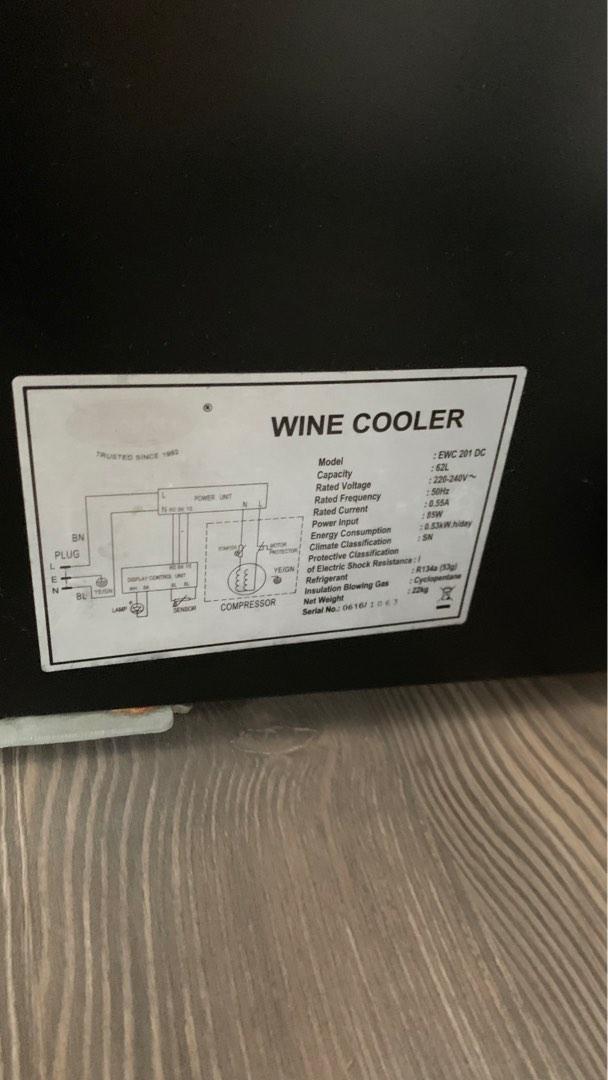 ®
TRUSTED SINCE 1982
WINE COOLER
Model : EWC 201 DC
Capacity : 62L
Rated Voltage : 220-240V~
Rated Frequency : 50Hz
Rated Current : 0.55A
Power Input : 85W
Energy Consumption : 0.53kW.h/day
Climate Classification : SN
Protective Classification
of Electric Shock Resistance : I
Refrigerant : R134a (53g)
Insulation Blowing Gas : Cyclopentane
Net Weight : 22kg
Serial No.: 0616/1063
L
POWER UNIT
N
N L
BN
PLUG
L
E
N
BL
YE/GN
DISPLAY CONTROL UNIT
LAMP
SENSOR
STARTER
MOTOR
PROTECTOR
YE/GN
COMPRESSOR